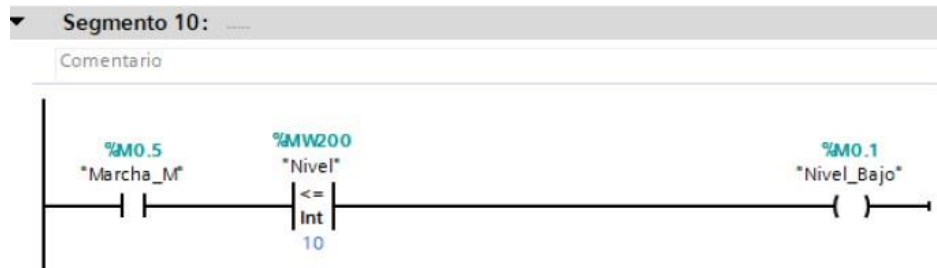 Segmento 10: .....
Comentario
%M0.5
"Marcha_M"
%MW200
"Nivel"
<=
Int
10
%M0.1
"Nivel_Bajo"